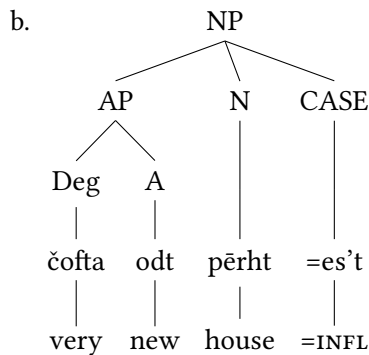 b. NP
AP N CASE
Deg A
čofta odt pērht =es’t
very new house =INFL